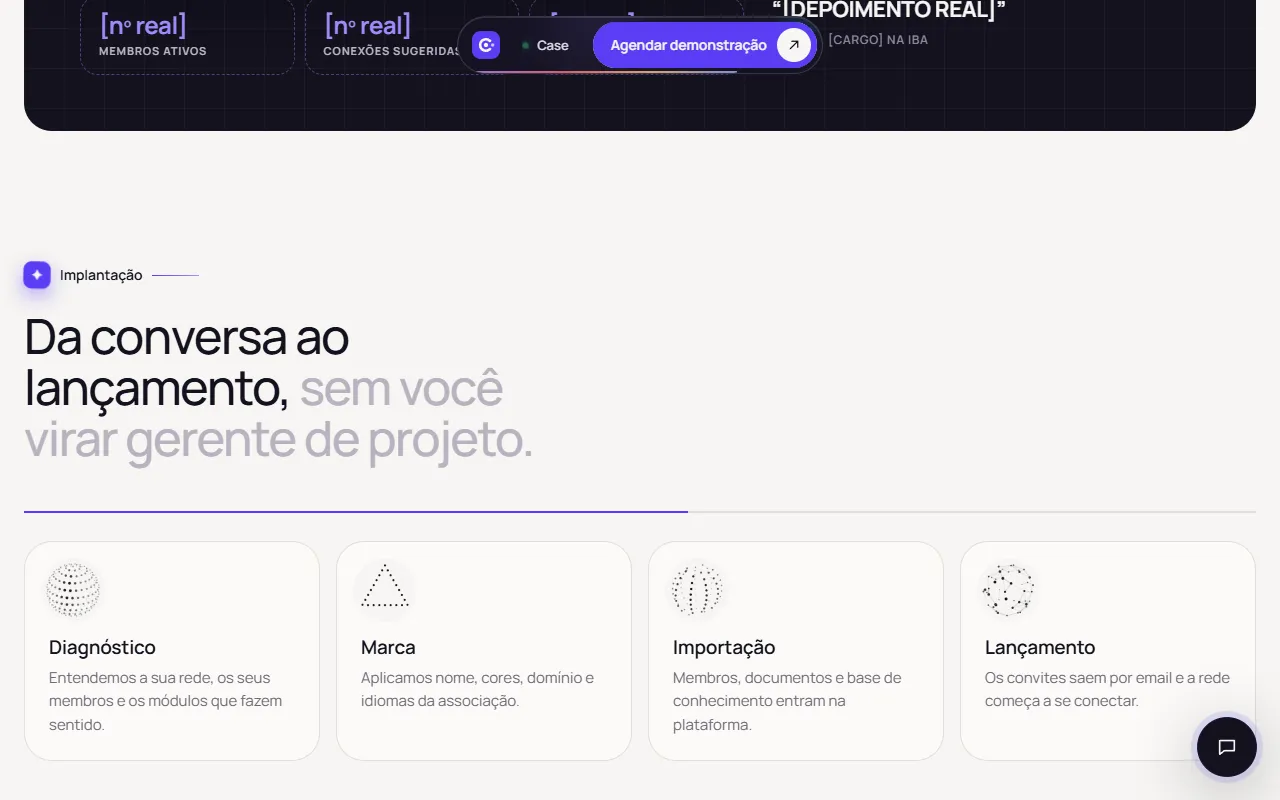 [nº real]
MEMBROS ATIVOS
[nº real]
CONEXÕES SUGERIDAS
“[DEPOIMENTO REAL]”
[CARGO] NA IBA
Case
Agendar demonstração
Implantação
Da conversa ao
lançamento, sem você
virar gerente de projeto.
Diagnóstico
Entendemos a sua rede, os seus
membros e os módulos que fazem
sentido.
Marca
Aplicamos nome, cores, domínio e
idiomas da associação.
Importação
Membros, documentos e base de
conhecimento entram na
plataforma.
Lançamento
Os convites saem por email e a rede
começa a se conectar.